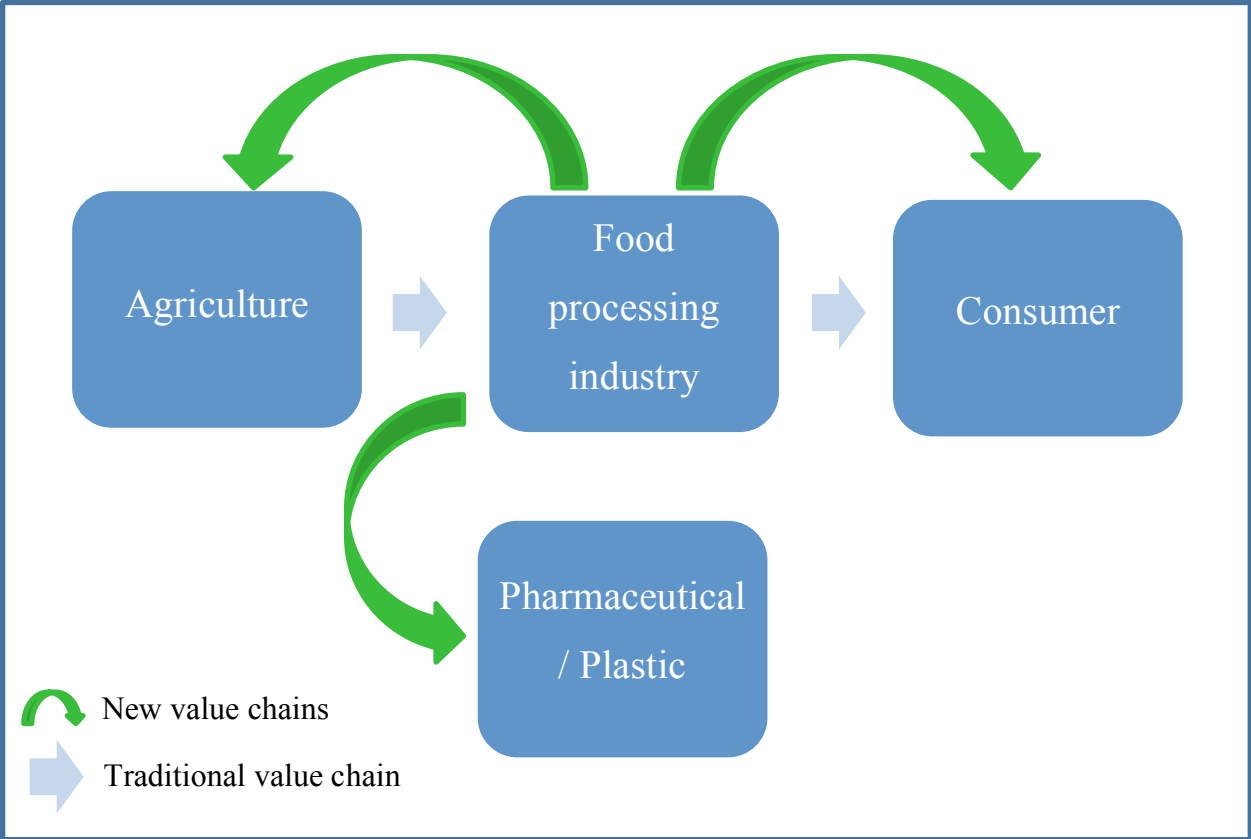 Agriculture
Food
processing
industry
Consumer
Pharmaceutical
/ Plastic
New value chains
Traditional value chain